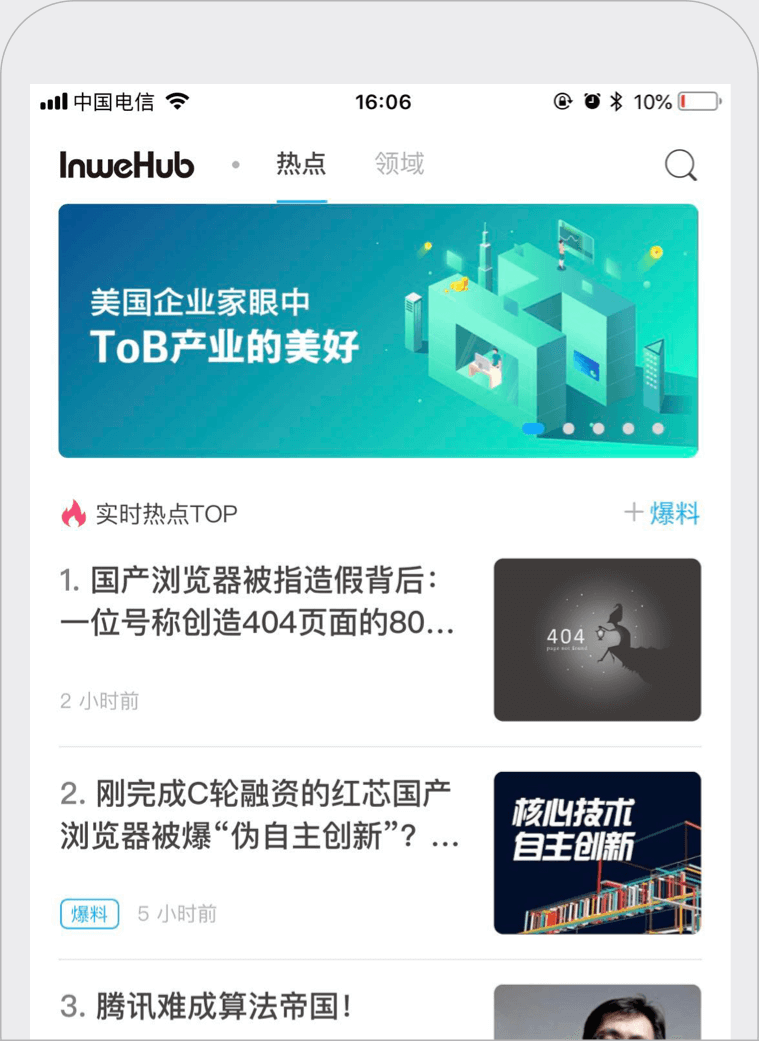 中国电信
16:06
10%
InweHub
热点
领域
美国企业家眼中
ToB产业的美好
实时热点TOP
+爆料
1. 国产浏览器被指造假背后：
一位号称创造404页面的80...
404
page not found
2 小时前
2. 刚完成C轮融资的红芯国产
浏览器被爆“伪自主创新”？...
核心技术
自主创新
爆料
5 小时前
3. 腾讯难成算法帝国！